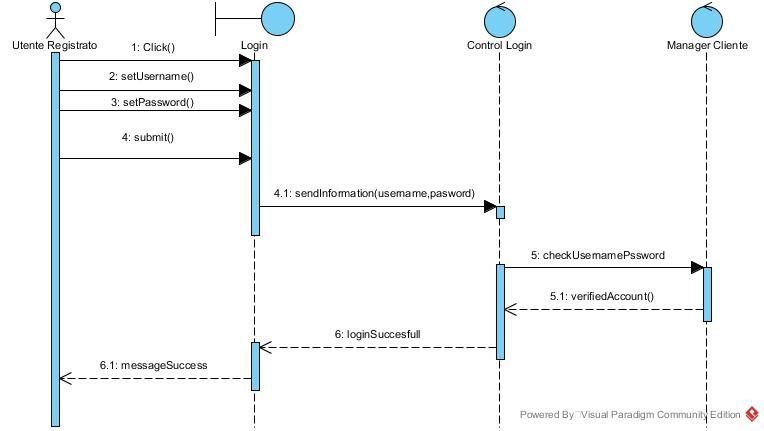 Utente Registrato
Login
Control Login
Manager Cliente
1: Click()
2: setUsername()
3: setPassword()
4: submit()
4.1: sendInformation(username,pasword)
5: checkUsernamePssword
5.1: verifiedAccount()
6: loginSuccesfull
6.1: messageSuccess
Powered By Visual Paradigm Community Edition